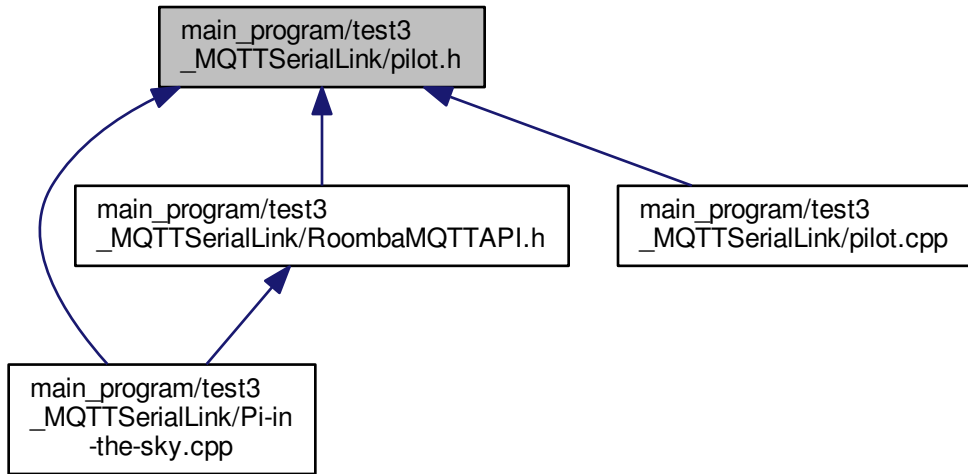 main_program/test3
_MQTTSerialLink/pilot.h
main_program/test3
_MQTTSerialLink/RoombaMQTTAPI.h
main_program/test3
_MQTTSerialLink/pilot.cpp
main_program/test3
_MQTTSerialLink/Pi-in
-the-sky.cpp